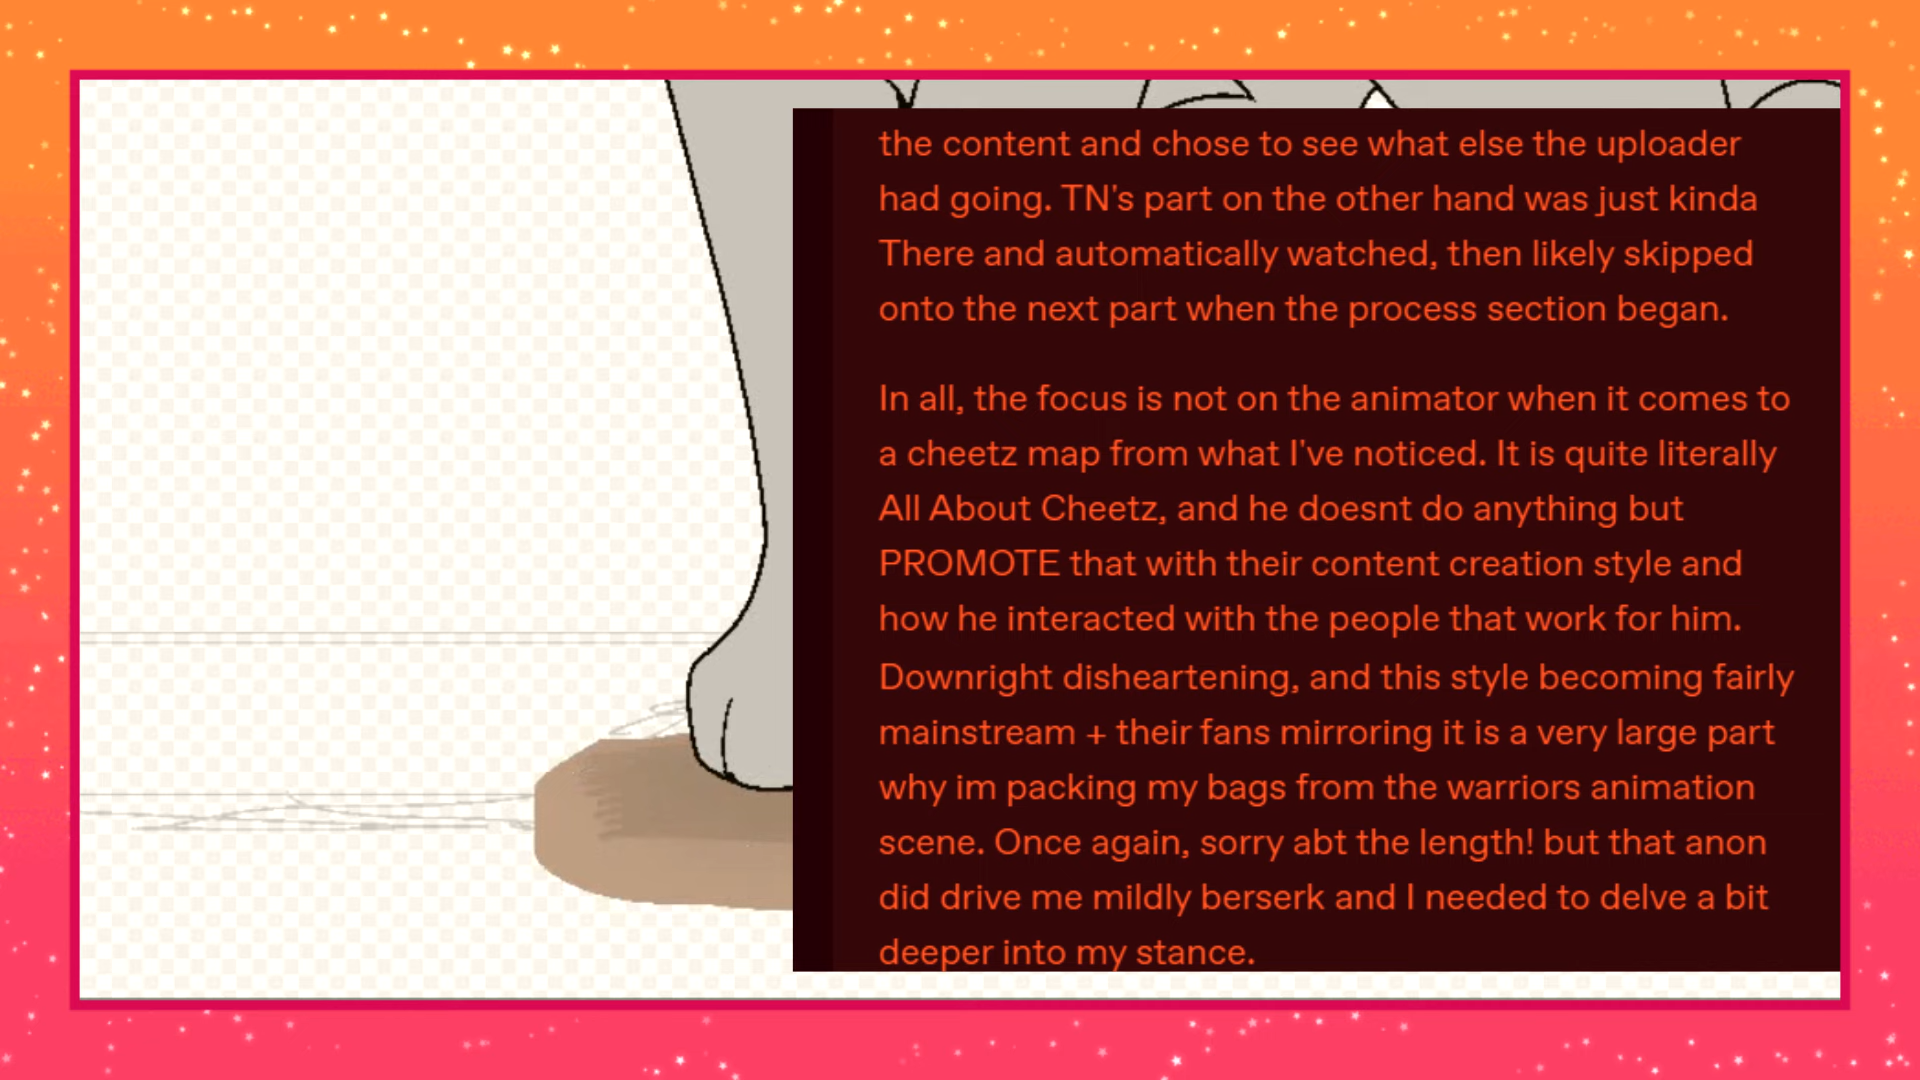 the content and chose to see what else the uploader
had going. TN's part on the other hand was just kinda
There and automatically watched, then likely skipped
onto the next part when the process section began.
In all, the focus is not on the animator when it comes to
a cheetz map from what I've noticed. It is quite literally
All About Cheetz, and he doesnt do anything but
PROMOTE that with their content creation style and
how he interacted with the people that work for him.
Downright disheartening, and this style becoming fairly
mainstream + their fans mirroring it is a very large part
why im packing my bags from the warriors animation
scene. Once again, sorry abt the length! but that anon
did drive me mildly berserk and I needed to delve a bit
deeper into my stance.